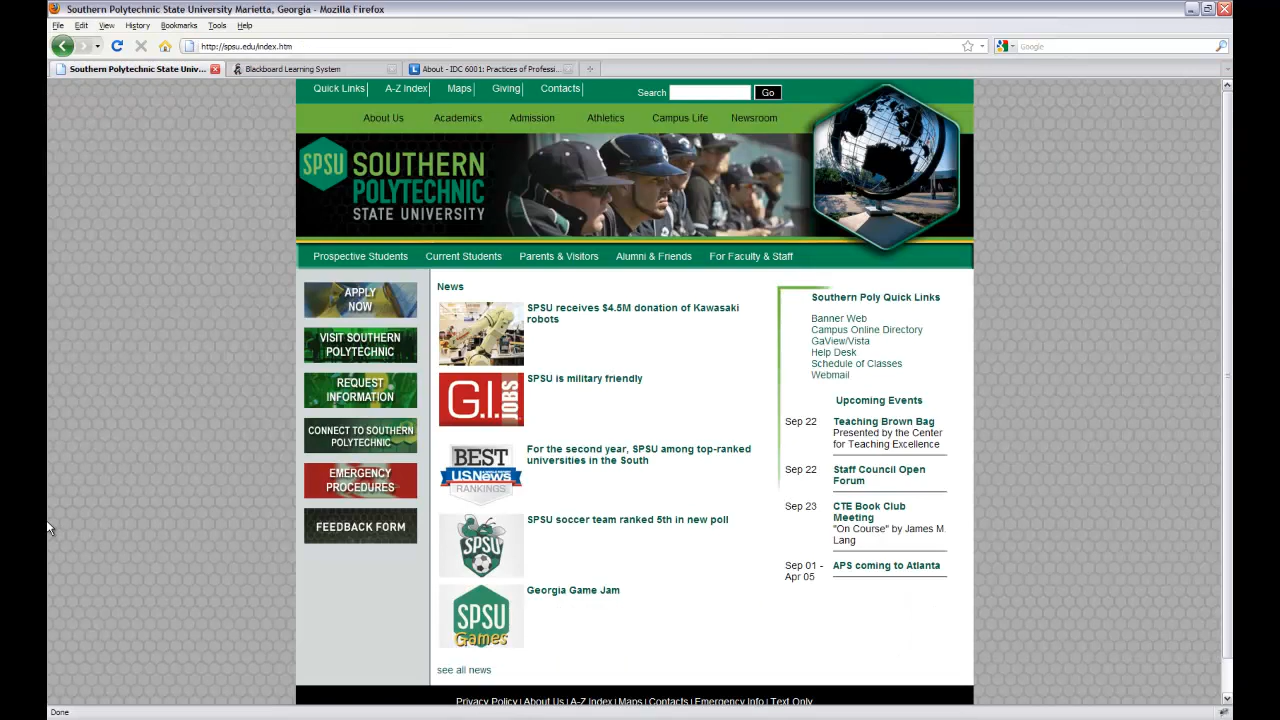 Southern Polytechnic State University Marietta, Georgia - Mozilla Firefox
File Edit View History Bookmarks Tools Help
http://spsu.edu/index.htm
Google
Southern Polytechnic State Univ...
Blackboard Learning System
About - IDC 6001: Practices of Professi...
Quick Links A-Z Index Maps Giving Contacts
Search Go
About Us Academics Admission Athletics Campus Life Newsroom
SPSU SOUTHERN
POLYTECHNIC
STATE UNIVERSITY
Prospective Students Current Students Parents & Visitors Alumni & Friends For Faculty & Staff
APPLY
NOW
VISIT SOUTHERN
POLYTECHNIC
REQUEST
INFORMATION
CONNECT TO SOUTHERN
POLYTECHNIC
EMERGENCY
PROCEDURES
FEEDBACK FORM
News
SPSU receives $4.5M donation of Kawasaki
robots
G.I. JOBS
SPSU is military friendly
BEST
U.S.News
RANKINGS
For the second year, SPSU among top-ranked
universities in the South
SPSU
SPSU soccer team ranked 5th in new poll
SPSU
Games
Georgia Game Jam
see all news
Southern Poly Quick Links
Banner Web
Campus Online Directory
GaView/Vista
Help Desk
Schedule of Classes
Webmail
Upcoming Events
Sep 22 Teaching Brown Bag
Presented by the Center
for Teaching Excellence
Sep 22 Staff Council Open
Forum
Sep 23 CTE Book Club
Meeting
"On Course" by James M.
Lang
Sep 01 - APS coming to Atlanta
Apr 05
Privacy Policy | About Us | A-Z Index | Maps | Contacts | Emergency Info | Text Only
Done